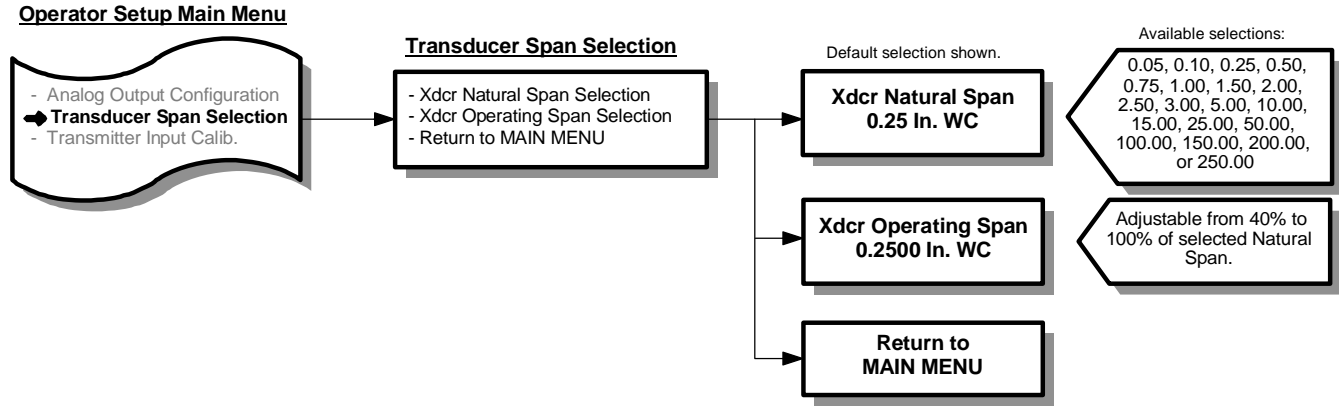 Operator Setup Main Menu
- Analog Output Configuration
Transducer Span Selection
- Transmitter Input Calib.
Transducer Span Selection
- Xdcr Natural Span Selection
- Xdcr Operating Span Selection
- Return to MAIN MENU
Default selection shown.
Xdcr Natural Span
0.25 In. WC
Available selections:
0.05, 0.10, 0.25, 0.50,
0.75, 1.00, 1.50, 2.00,
2.50, 3.00, 5.00, 10.00,
15.00, 25.00, 50.00,
100.00, 150.00, 200.00,
or 250.00
Xdcr Operating Span
0.2500 In. WC
Adjustable from 40% to
100% of selected Natural
Span.
Return to
MAIN MENU